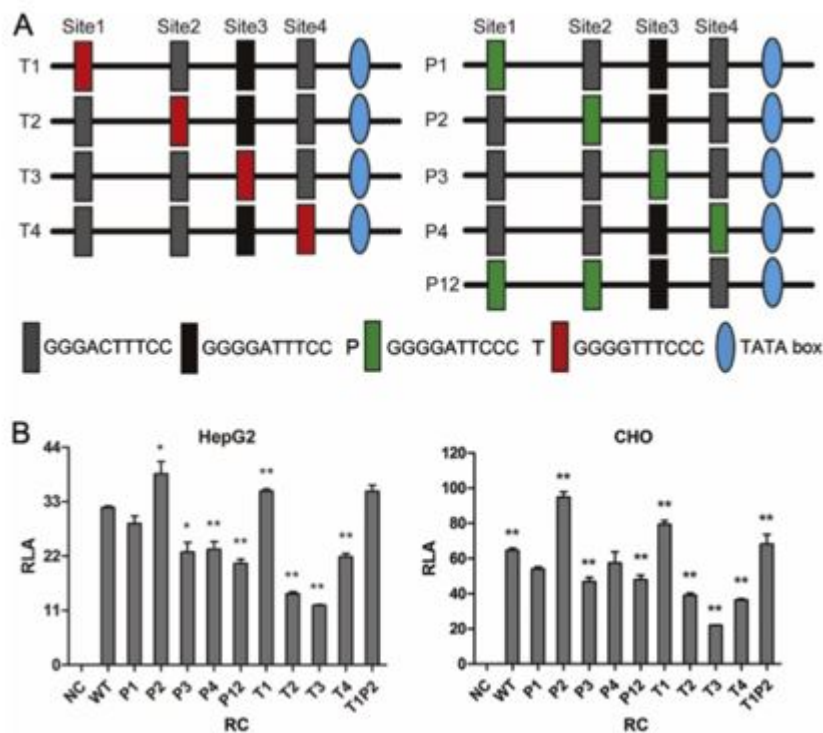 A
Site1 Site2 Site3 Site4
T1
T2
T3
T4
Site1 Site2 Site3 Site4
P1
P2
P3
P4
P12
GGGACTTTCC GGGGATTTCC P GGGGATTCCC T GGGGTTTCCC TATA box
B
HepG2
RLA
44
33
22
11
0
* * ** ** ** ** ** **
NC WT P1 P2 P3 P4 P12 T1 T2 T3 T4 T1P2
RC
CHO
RLA
120
100
80
60
40
20
0
** ** ** ** ** ** ** ** **
NC WT P1 P2 P3 P4 P12 T1 T2 T3 T4 T1P2
RC